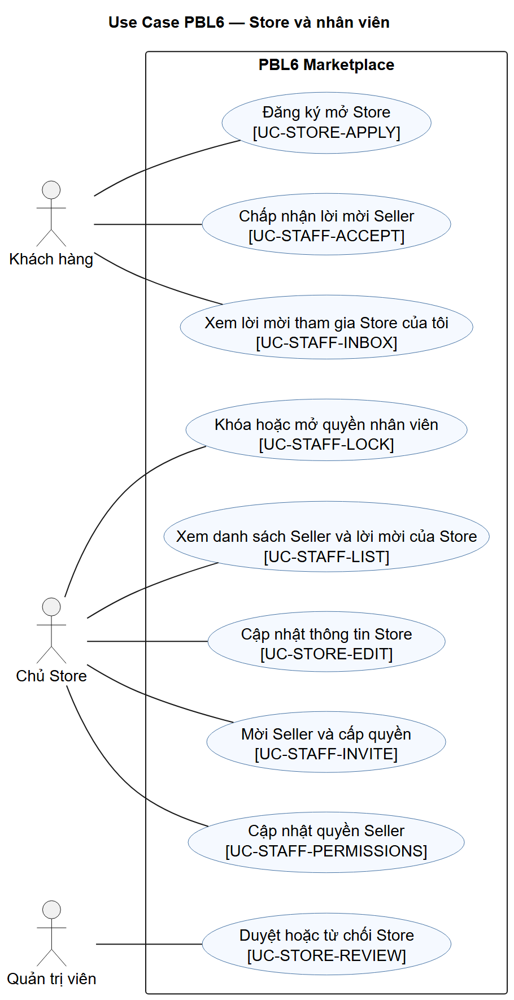 Use Case PBL6 — Store và nhân viên
PBL6 Marketplace
Đăng ký mở Store
[UC-STORE-APPLY]
Chấp nhận lời mời Seller
[UC-STAFF-ACCEPT]
Khách hàng
Xem lời mời tham gia Store của tôi
[UC-STAFF-INBOX]
Khóa hoặc mở quyền nhân viên
[UC-STAFF-LOCK]
Xem danh sách Seller và lời mời của Store
[UC-STAFF-LIST]
Cập nhật thông tin Store
[UC-STORE-EDIT]
Chủ Store
Mời Seller và cấp quyền
[UC-STAFF-INVITE]
Cập nhật quyền Seller
[UC-STAFF-PERMISSIONS]
Duyệt hoặc từ chối Store
[UC-STORE-REVIEW]
Quản trị viên